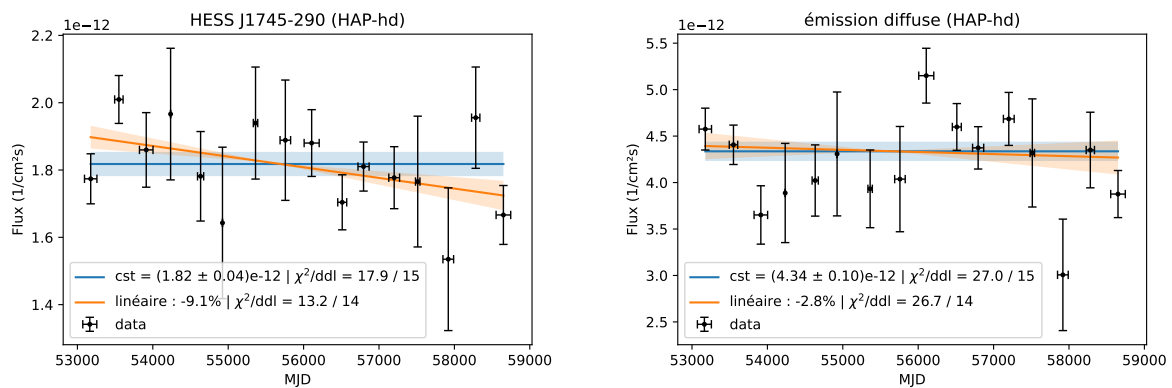 HESS J1745-290 (HAP-hd)
1e−12
2.2
2.0
1.8
1.6
1.4
Flux (1/cm²s)
cst = (1.82 ± 0.04)e-12 | χ²/ddl = 17.9 / 15
linéaire : -9.1% | χ²/ddl = 13.2 / 14
data
53000 54000 55000 56000 57000 58000 59000
MJD
émission diffuse (HAP-hd)
1e−12
5.5
5.0
4.5
4.0
3.5
3.0
2.5
Flux (1/cm²s)
cst = (4.34 ± 0.10)e-12 | χ²/ddl = 27.0 / 15
linéaire : -2.8% | χ²/ddl = 26.7 / 14
data
53000 54000 55000 56000 57000 58000 59000
MJD